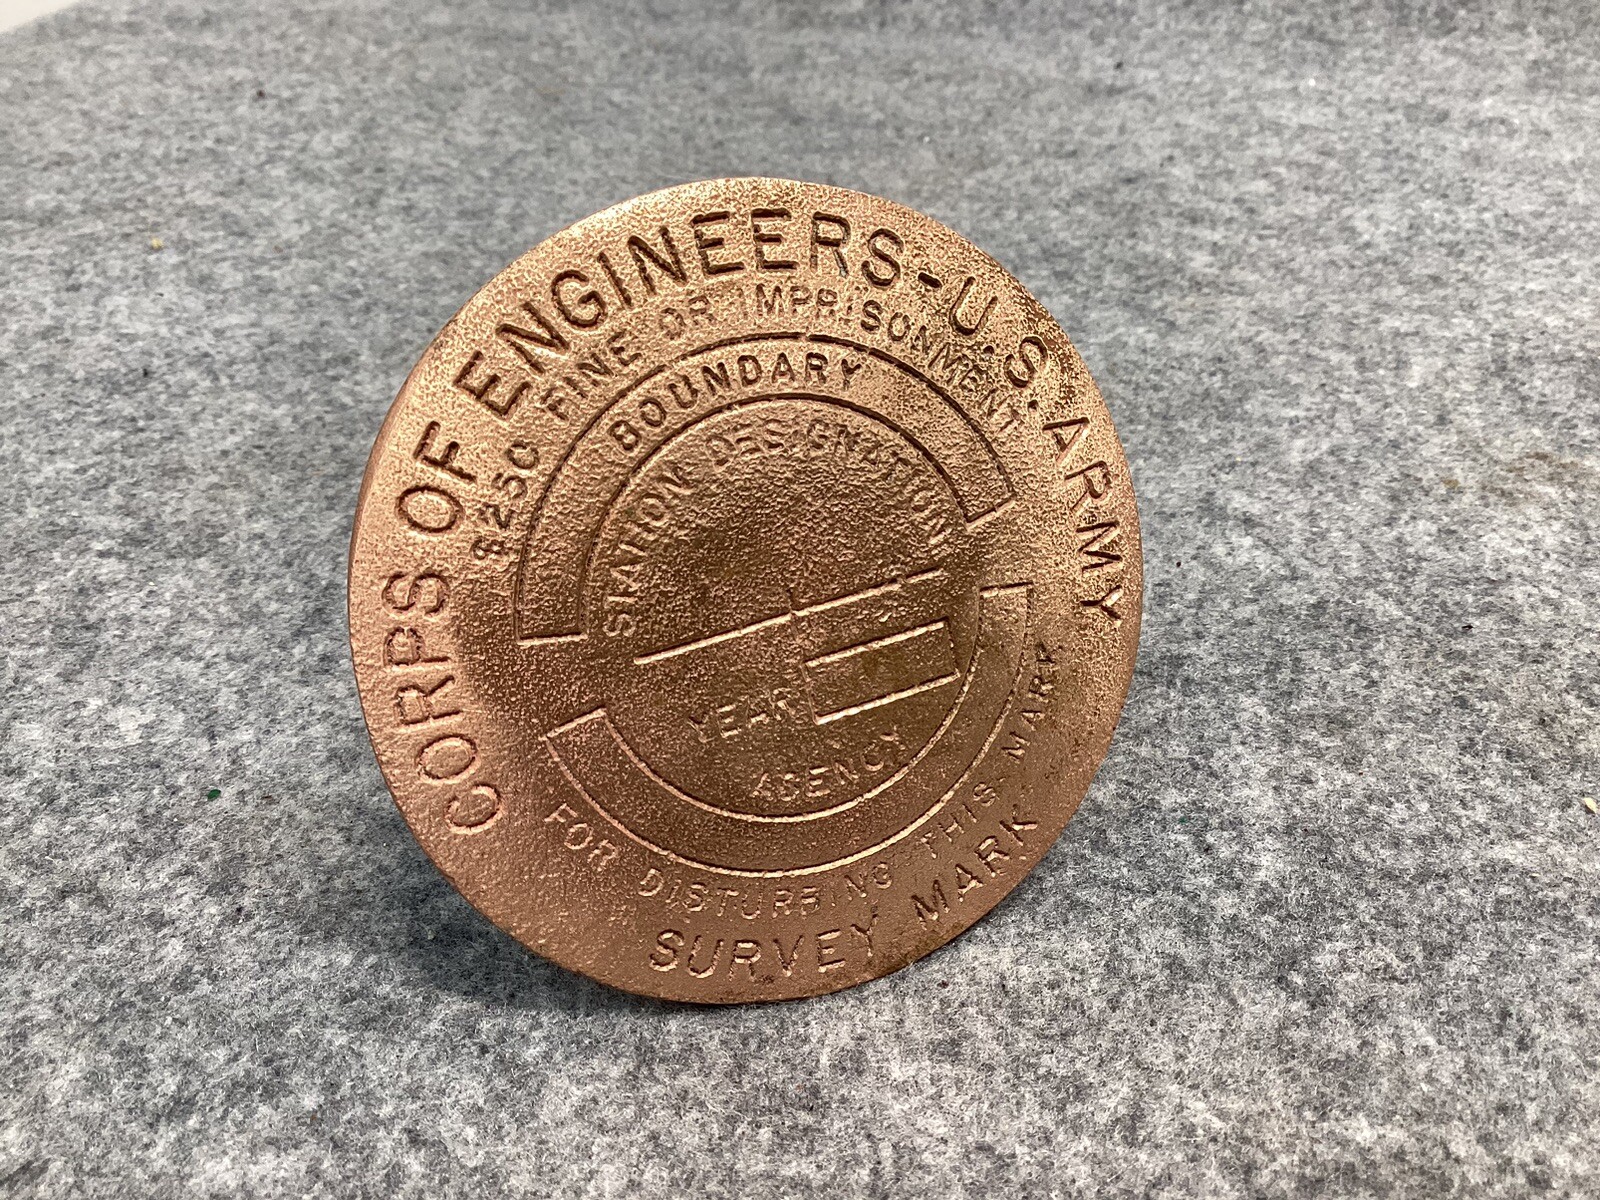 CORPS OF ENGINEERS-U.S. ARMY
$250 FINE OR IMPRISONMENT
BOUNDARY
STATION DESIGNATION
YEAR
AGENCY
FOR DISTURBING THIS MARK
SURVEY MARK